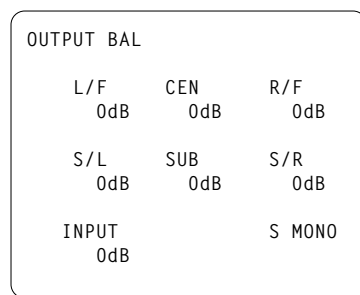 OUTPUT BAL
L/F CEN R/F
0dB 0dB 0dB
S/L SUB S/R
0dB 0dB 0dB
INPUT S MONO
0dB